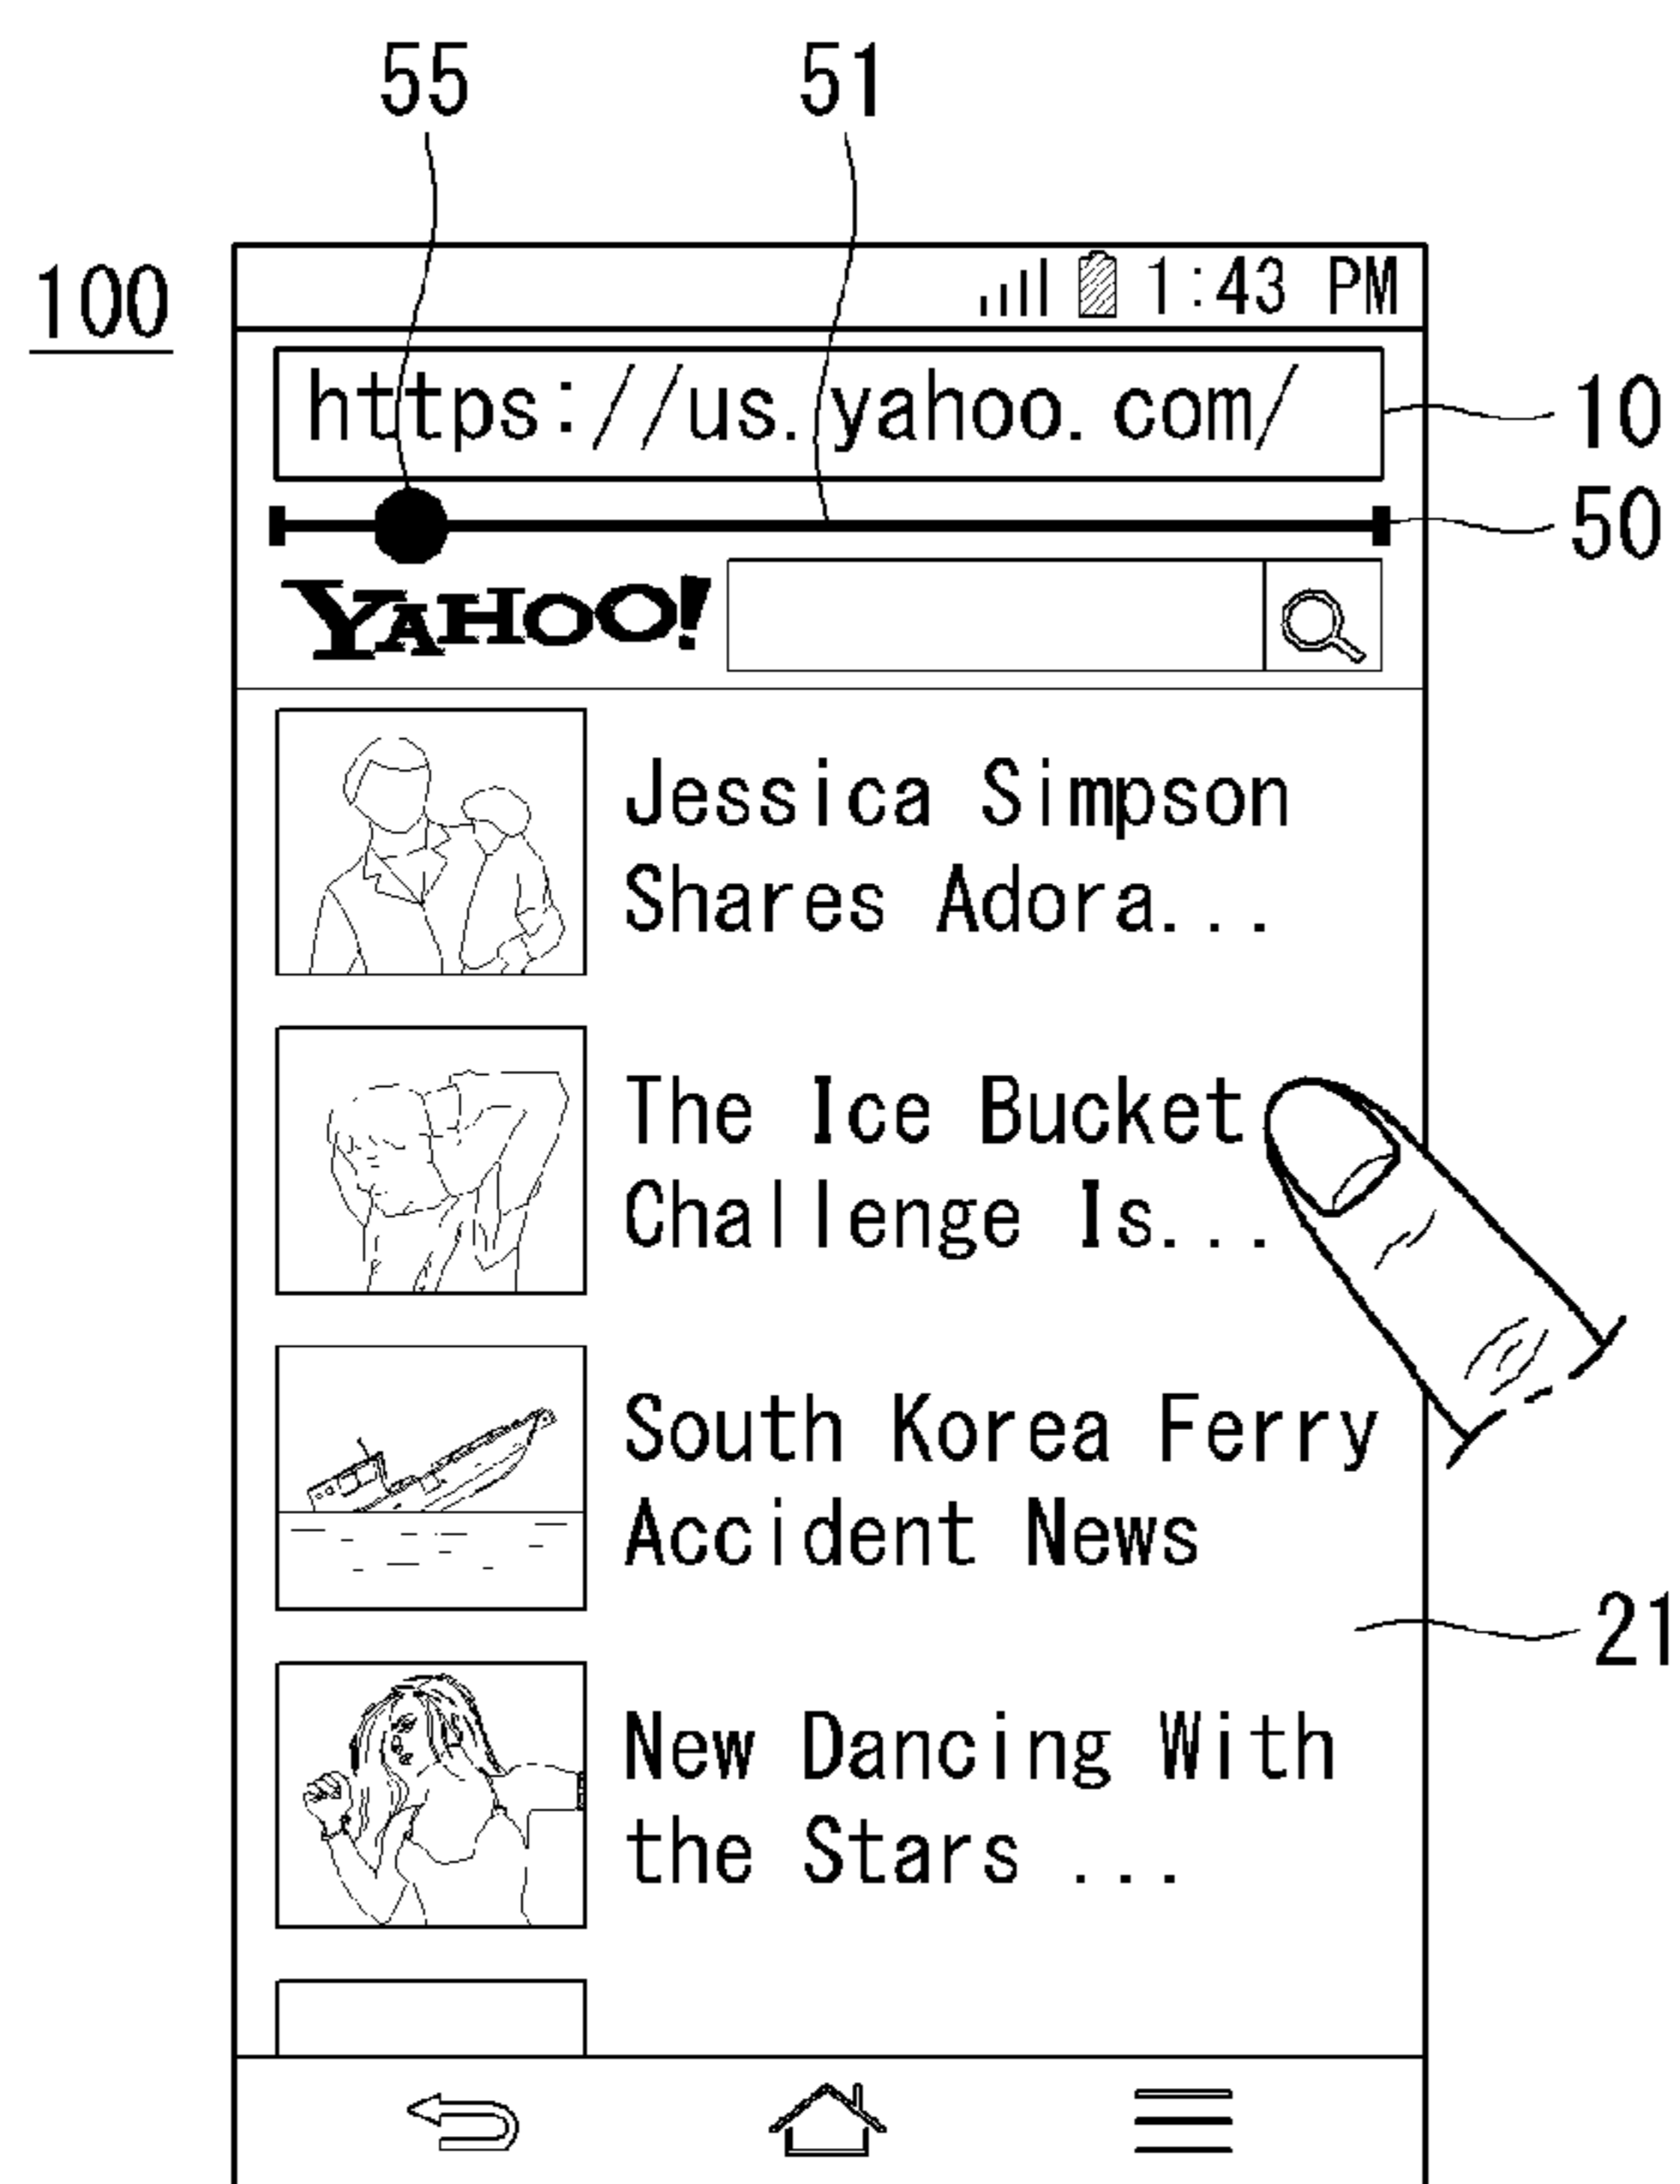 55 51
100
1:43 PM
https://us.yahoo.com/
10
50
YAHOO!
Jessica Simpson
Shares Adora...
The Ice Bucket
Challenge Is...
South Korea Ferry
Accident News
21
New Dancing With
the Stars ...